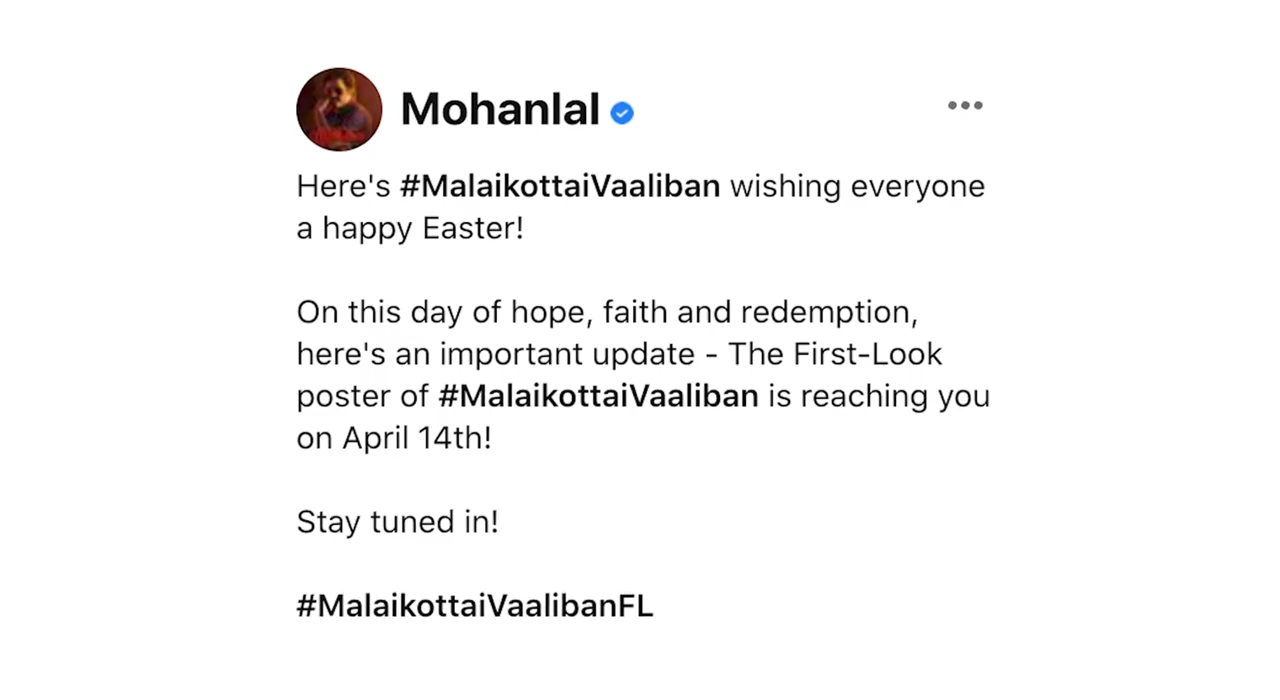 Mohanlal
Here's #MalaikottaiVaaliban wishing everyone
a happy Easter!
On this day of hope, faith and redemption,
here's an important update - The First-Look
poster of #MalaikottaiVaaliban is reaching you
on April 14th!
Stay tuned in!
#MalaikottaiVaalibanFL